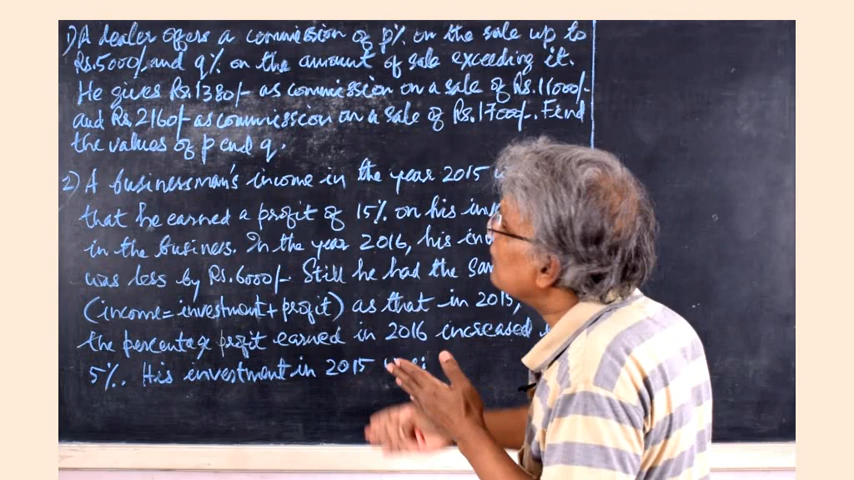 1) A dealer offers a commission of p% on the sale up to
Rs.5000/- and q% on the amount of sale exceeding it.
He gives Rs.1380/- as commission on a sale of Rs.11000/-
and Rs.2160/- as commission on a sale of Rs.17000/-. Find
the values of p and q.
2) A businessman's income in the year 2015
that he earned a profit of 15% on his
in the business. In the year 2016, his
was less by Rs.6000/-. Still he had the
(income=investment+profit) as that in 2015,
the percentage profit earned in 2016 increased
5%. His investment in 2015